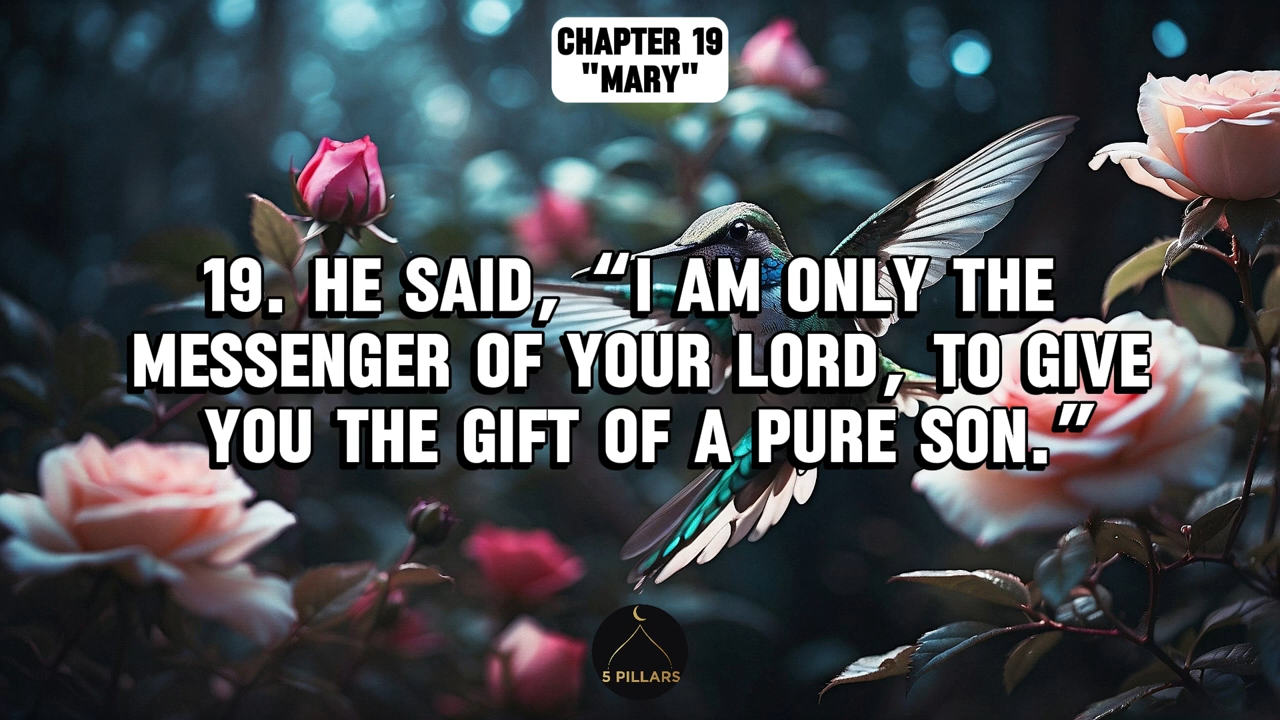 CHAPTER 19
"MARY"
19. HE SAID, “I AM ONLY THE
MESSENGER OF YOUR LORD, TO GIVE
YOU THE GIFT OF A PURE SON.”
5 PILLARS